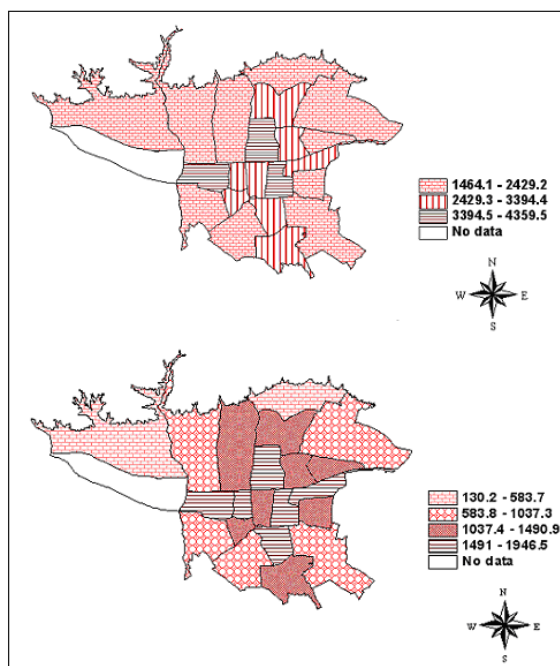 1464.1 - 2429.2
2429.3 - 3394.4
3394.5 - 4359.5
No data
N
W E
S
130.2 - 583.7
583.8 - 1037.3
1037.4 - 1490.9
1491 - 1946.5
No data
N
W E
S